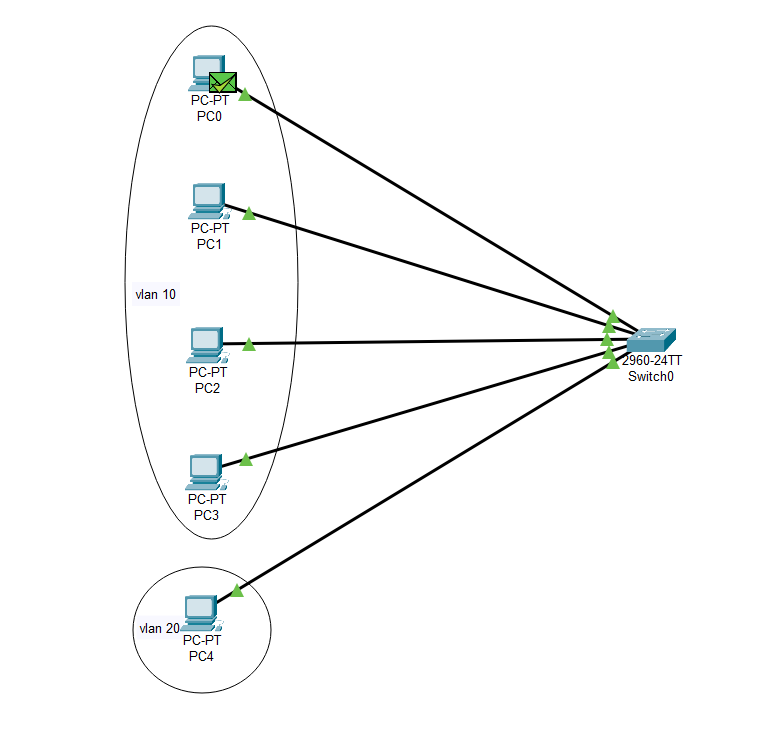 PC-PT
PC0
PC-PT
PC1
vlan 10
PC-PT
PC2
2960-24TT
Switch0
PC-PT
PC3
vlan 20
PC-PT
PC4